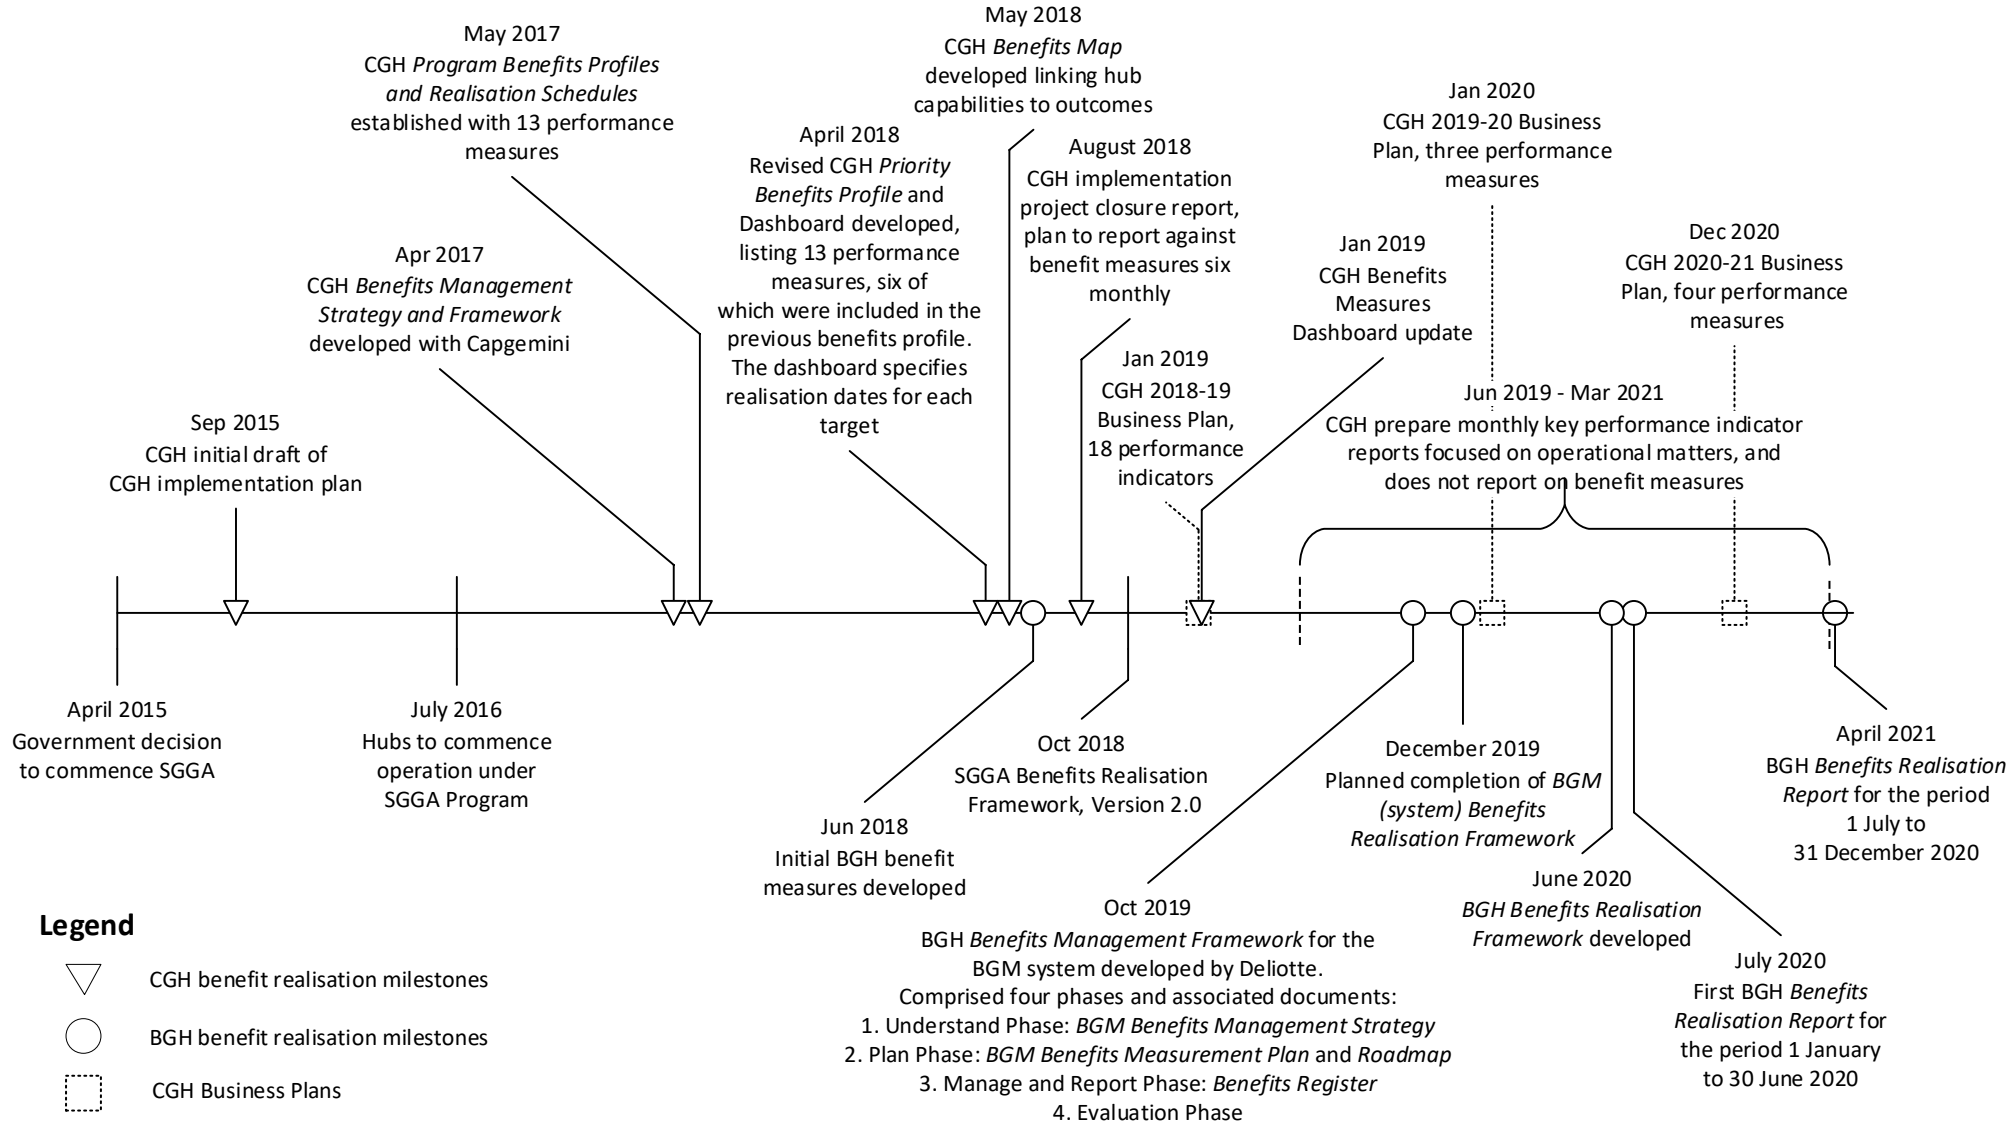 May 2017
CGH Program Benefits Profiles
and Realisation Schedules
established with 13 performance
measures
Apr 2017
CGH Benefits Management
Strategy and Framework
developed with Capgemini
Sep 2015
CGH initial draft of
CGH implementation plan
April 2018
Revised CGH Priority
Benefits Profile and
Dashboard developed,
listing 13 performance
measures, six of
which were included in the
previous benefits profile.
The dashboard specifies
realisation dates for each
target
May 2018
CGH Benefits Map
developed linking hub
capabilities to outcomes
August 2018
CGH implementation
project closure report,
plan to report against
benefit measures six
monthly
Jan 2019
CGH 2018-19
Business Plan,
18 performance
indicators
Jan 2019
CGH Benefits
Measures
Dashboard update
Jan 2020
CGH 2019-20 Business
Plan, three performance
measures
Dec 2020
CGH 2020-21 Business
Plan, four performance
measures
Jun 2019 - Mar 2021
CGH prepare monthly key performance indicator
reports focused on operational matters, and
does not report on benefit measures
April 2015
Government decision
to commence SGGA
July 2016
Hubs to commence
operation under
SGGA Program
Jun 2018
Initial BGH benefit
measures developed
Oct 2018
SGGA Benefits Realisation
Framework, Version 2.0
Oct 2019
BGH Benefits Management Framework for the
BGM system developed by Deliotte.
Comprised four phases and associated documents:
1. Understand Phase: BGM Benefits Management Strategy
2. Plan Phase: BGM Benefits Measurement Plan and Roadmap
3. Manage and Report Phase: Benefits Register
4. Evaluation Phase
December 2019
Planned completion of BGM
(system) Benefits
Realisation Framework
June 2020
BGH Benefits Realisation
Framework developed
July 2020
First BGH Benefits
Realisation Report for
the period 1 January
to 30 June 2020
April 2021
BGH Benefits Realisation
Report for the period
1 July to
31 December 2020
Legend
CGH benefit realisation milestones
BGH benefit realisation milestones
CGH Business Plans